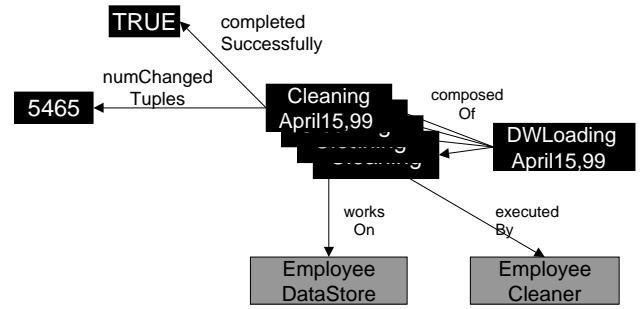 TRUE
completed
Successfully
numChanged
Tuples
5465
Cleaning
April15,99
composed
Of
DWLoading
April15,99
Cleaning
works
On
executed
By
Employee
DataStore
Employee
Cleaner